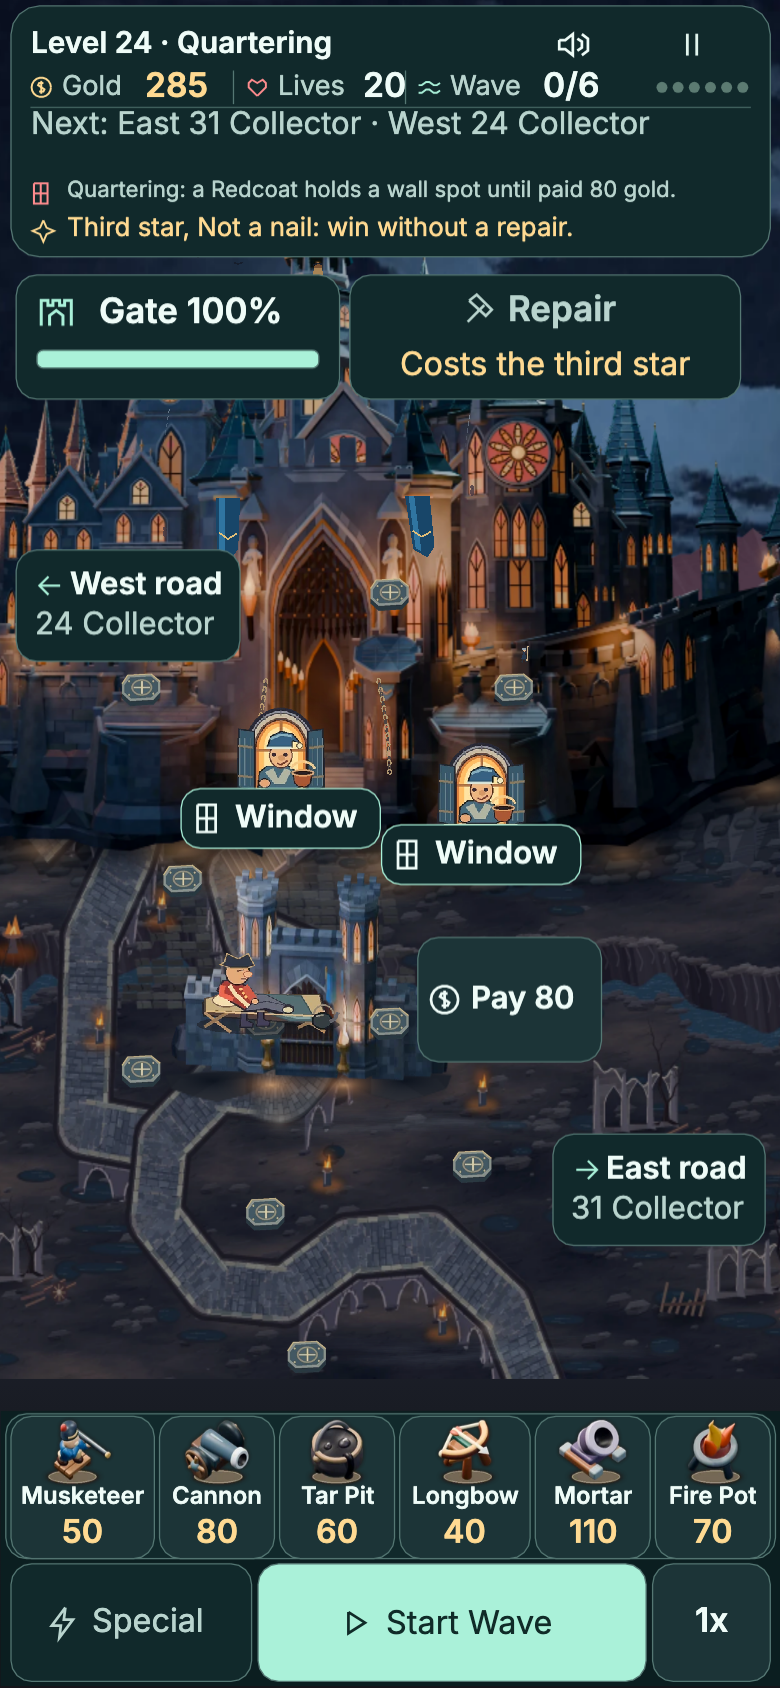 Level 24 · Quartering
Gold 285 Lives 20 Wave 0/6
Next: East 31 Collector · West 24 Collector
Quartering: a Redcoat holds a wall spot until paid 80 gold.
Third star, Not a nail: win without a repair.
Gate 100%
Repair
Costs the third star
← West road
24 Collector
Window
Window
Pay 80
→ East road
31 Collector
Musketeer Cannon Tar Pit Longbow Mortar Fire Pot
50 80 60 40 110 70
Special Start Wave 1x